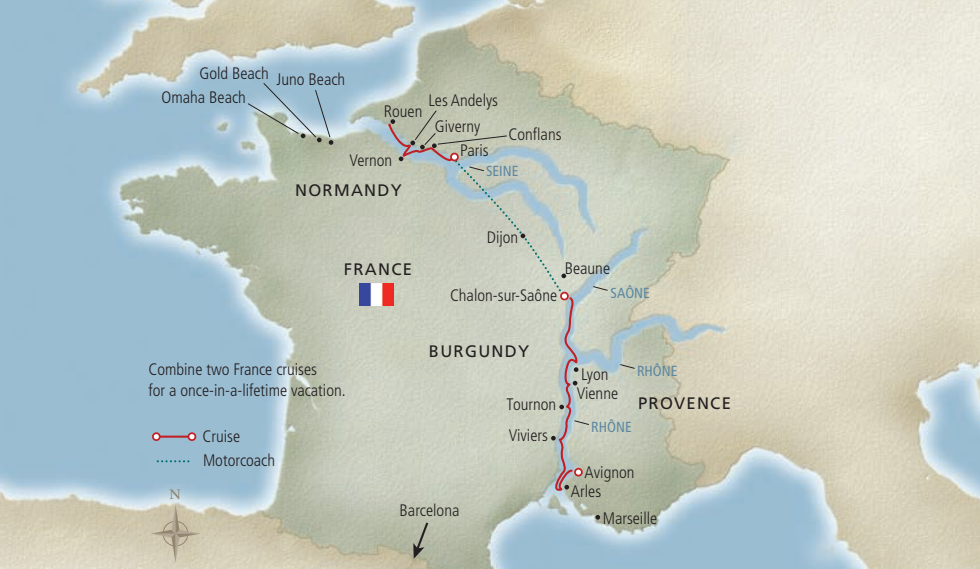 Gold Beach
Juno Beach
Omaha Beach
Les Andelys
Rouen
Giverny
Conflans
Vernon
Paris
SEINE
NORMANDY
Dijon
FRANCE
Beaune
Chalon-sur-Saône
SAÔNE
BURGUNDY
Combine two France cruises
for a once-in-a-lifetime vacation.
Lyon
RHÔNE
Vienne
Tournon
PROVENCE
RHÔNE
Viviers
Cruise
Motorcoach
Avignon
Arles
N
Barcelona
Marseille